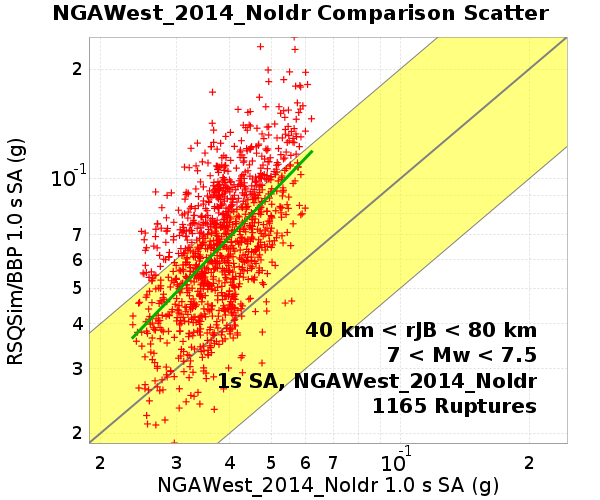 NGAWest_2014_NoIdr Comparison Scatter
RSQSim/BBP 1.0 s SA (g)
2
10-1
7
6
5
4
3
2
40 km < rJB < 80 km
7 < Mw < 7.5
1s SA, NGAWest_2014_NoIdr
1165 Ruptures
2 3 4 5 6 7 10-1 2
NGAWest_2014_NoIdr 1.0 s SA (g)